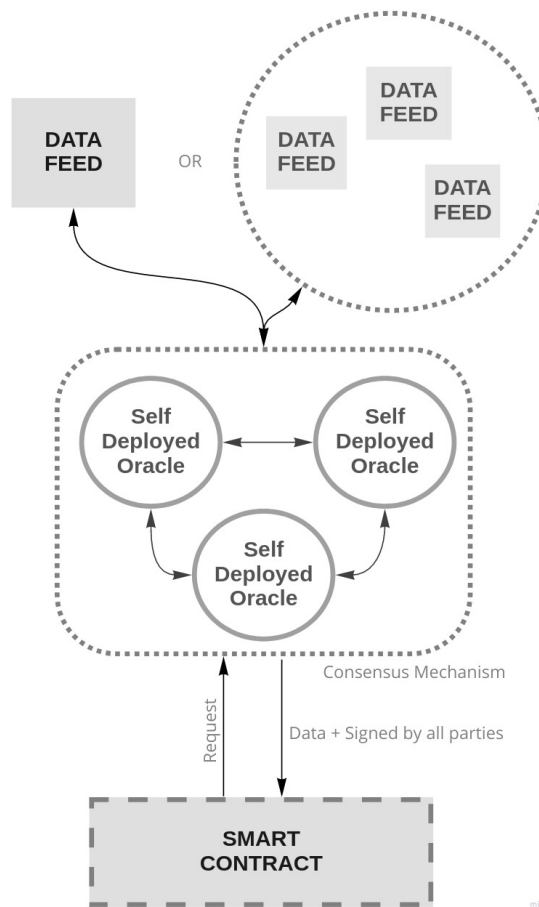 DATA
FEED
OR
DATA
FEED
DATA
FEED
DATA
FEED
Self
Deployed
Oracle
Self
Deployed
Oracle
Self
Deployed
Oracle
Consensus Mechanism
Request
Data + Signed by all parties
SMART
CONTRACT